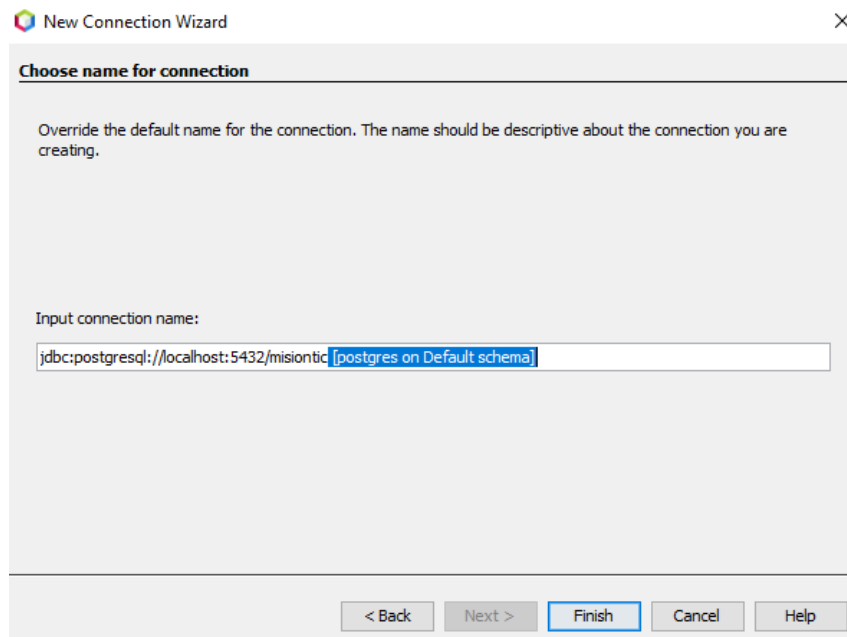 New Connection Wizard
Choose name for connection
Override the default name for the connection. The name should be descriptive about the connection you are
creating.
Input connection name:
jdbc:postgresql://localhost:5432/misiontic [postgres on Default schema]
< Back Next > Finish Cancel Help